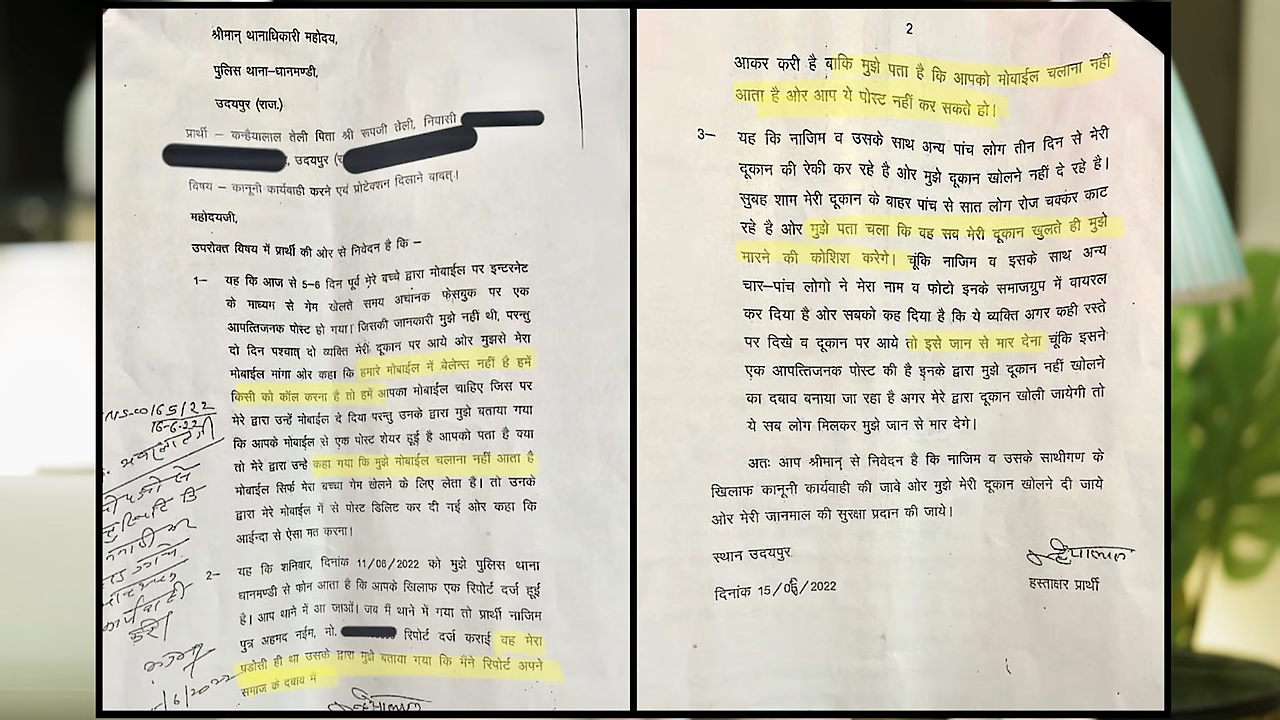 श्रीमान् थानाधिकारी महोदय,
पुलिस थाना-घानमण्डी,
उदयपुर (राज.)
प्रार्थी – कन्हैयालाल तेली पिता श्री रूपजी तेली, निवासी
, उदयपुर (र
विषय – कानूनी कार्यवाही करने एवं प्रोटेक्शन दिलाने बाबत्।
महोदयजी,
उपरोक्त विषय में प्रार्थी की ओर से निवेदन है कि –
1– यह कि आज से 5-6 दिन पूर्व मेरे बच्चे द्वारा मोबाईल पर इन्टरनेट
के माध्यम से गेम खेलते समय अचानक फेसबुक पर एक
आपत्तिजनक पोस्ट हो गया। जिसकी जानकारी मुझे नहीं थी, परन्तु
दो दिन पश्चात् दो व्यक्ति मेरी दूकान पर आये ओर मुझसे मेरा
मोबाईल मांगा ओर कहा कि हमारे मोबाईल में बेलेन्स नहीं है हमें
किसी को कॉल करना है तो हमें आपका मोबाईल चाहिए जिस पर
मेरे द्वारा उन्हें मोबाईल दे दिया परन्तु उनके द्वारा मुझे बताया गया
कि आपके मोबाईल से एक पोस्ट शेयर हूई है आपको पता है क्या
तो मेरे द्वारा उन्हे कहा गया कि मुझे मोबाईल चलाना नहीं आता है
मोबाईल सिर्फ मेरा बच्चा गेम खेलने के लिए लेता है। तो उनके
द्वारा मेरे मोबाईल में से पोस्ट डिलिट कर दी गई ओर कहा कि
आईन्दा से ऐसा मत करना।
2– यह कि शनिवार, दिनांक 11/06/2022 को मुझे पुलिस थाना
धानमण्डी से फोन आता है कि आपके खिलाफ एक रिपोर्ट दर्ज हूई
है। आप थाने में आ जाओ। जब मैं थाने में गया तो प्रार्थी नाजिम
पुत्र अहमद नईम, मो. रिपोर्ट दर्ज कराई वह मेरा
पडोसी ही था उसके द्वारा मुझे बताया गया कि मैंने रिपोर्ट अपने
समाज के दबाव में
165/22
16-6-22
/6/2022
2
आकर करी है बाकि मुझे पता है कि आपको मोबाईल चलाना नहीं
आता है ओर आप ये पोस्ट नहीं कर सकते हो।
3– यह कि नाजिम व उसके साथ अन्य पांच लोग तीन दिन से मेरी
दूकान की रेकी कर रहे है ओर मुझे दूकान खोलने नहीं दे रहे है।
सुबह शाम मेरी दूकान के बाहर पांच से सात लोग रोज चक्कर काट
रहे है ओर मुझे पता चला कि वह सब मेरी दूकान खुलते ही मुझे
मारने की कोशिश करेगे। चूंकि नाजिम व इसके साथ अन्य
चार–पांच लोगो ने मेरा नाम व फोटो इनके समाजग्रुप में वायरल
कर दिया है ओर सबको कह दिया है कि ये व्यक्ति अगर कही रस्ते
पर दिखे व दूकान पर आये तो इसे जान से मार देना चूंकि इसने
एक आपत्तिजनक पोस्ट की है इनके द्वारा मुझे दूकान नहीं खोलने
का दवाव बनाया जा रहा है अगर मेरे द्वारा दूकान खोली जायेगी तो
ये सब लोग मिलकर मुझे जान से मार देगे।
अतः आप श्रीमान् से निवेदन है कि नाजिम व उसके साथीगण के
खिलाफ कानूनी कार्यवाही की जावे ओर मुझे मेरी दूकान खोलने दी जाये
ओर मेरी जानमाल की सुरक्षा प्रदान की जाये।
स्थान उदयपुर
दिनांक 15/06/2022
हस्ताक्षर प्रार्थी